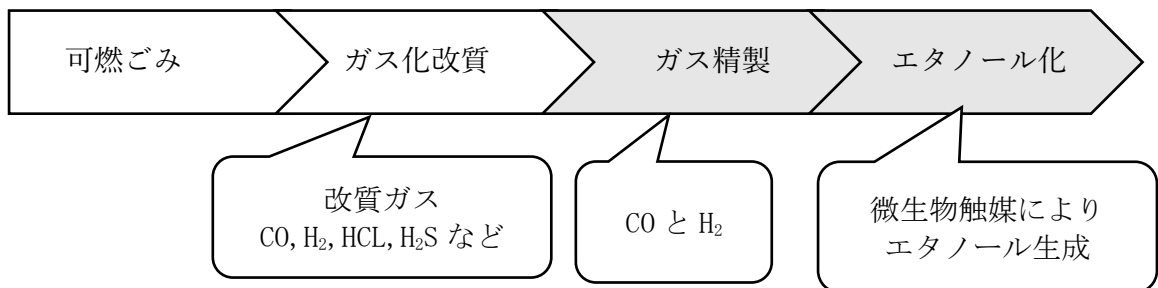 可燃ごみ
ガス化改質
ガス精製
エタノール化
改質ガス
CO,H₂,HCL,H₂S など
CO と H₂
微生物触媒により
エタノール生成